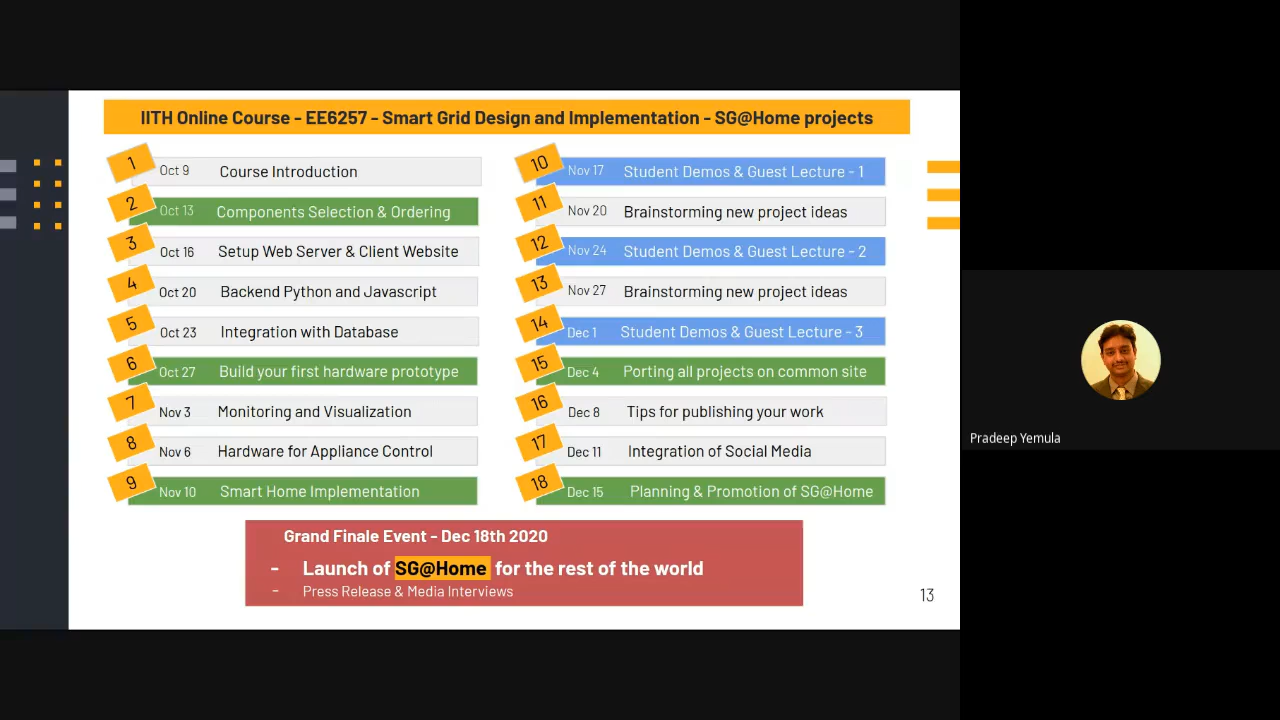 IITH Online Course - EE6257 - Smart Grid Design and Implementation - SG@Home projects
1 Oct 9 Course Introduction
2 Oct 13 Components Selection & Ordering
3 Oct 16 Setup Web Server & Client Website
4 Oct 20 Backend Python and Javascript
5 Oct 23 Integration with Database
6 Oct 27 Build your first hardware prototype
7 Nov 3 Monitoring and Visualization
8 Nov 6 Hardware for Appliance Control
9 Nov 10 Smart Home Implementation
10 Nov 17 Student Demos & Guest Lecture - 1
11 Nov 20 Brainstorming new project ideas
12 Nov 24 Student Demos & Guest Lecture - 2
13 Nov 27 Brainstorming new project ideas
14 Dec 1 Student Demos & Guest Lecture - 3
15 Dec 4 Porting all projects on common site
16 Dec 8 Tips for publishing your work
17 Dec 11 Integration of Social Media
18 Dec 15 Planning & Promotion of SG@Home
Grand Finale Event - Dec 18th 2020
- Launch of SG@Home for the rest of the world
- Press Release & Media Interviews
13
Pradeep Yemula